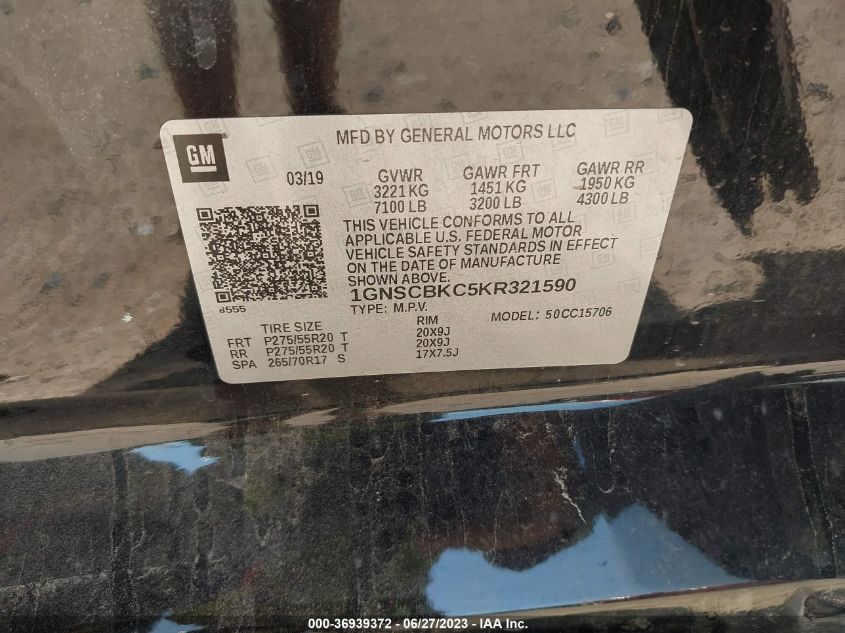 MFD BY GENERAL MOTORS LLC
GM
03/19
GVWR
3221 KG
7100 LB
GAWR FRT
1451 KG
3200 LB
GAWR RR
1950 KG
4300 LB
THIS VEHICLE CONFORMS TO ALL
APPLICABLE U.S. FEDERAL MOTOR
VEHICLE SAFETY STANDARDS IN EFFECT
ON THE DATE OF MANUFACTURE
SHOWN ABOVE.
8555
1GNSCBKC5KR321590
TYPE: M.P.V.
MODEL: 50CC15706
TIRE SIZE RIM
FRT P275/55R20 T 20X9J
RR P275/55R20 T 20X9J
SPA 265/70R17 S 17X7.5J
000-36939372 - 06/27/2023 - IAA Inc.